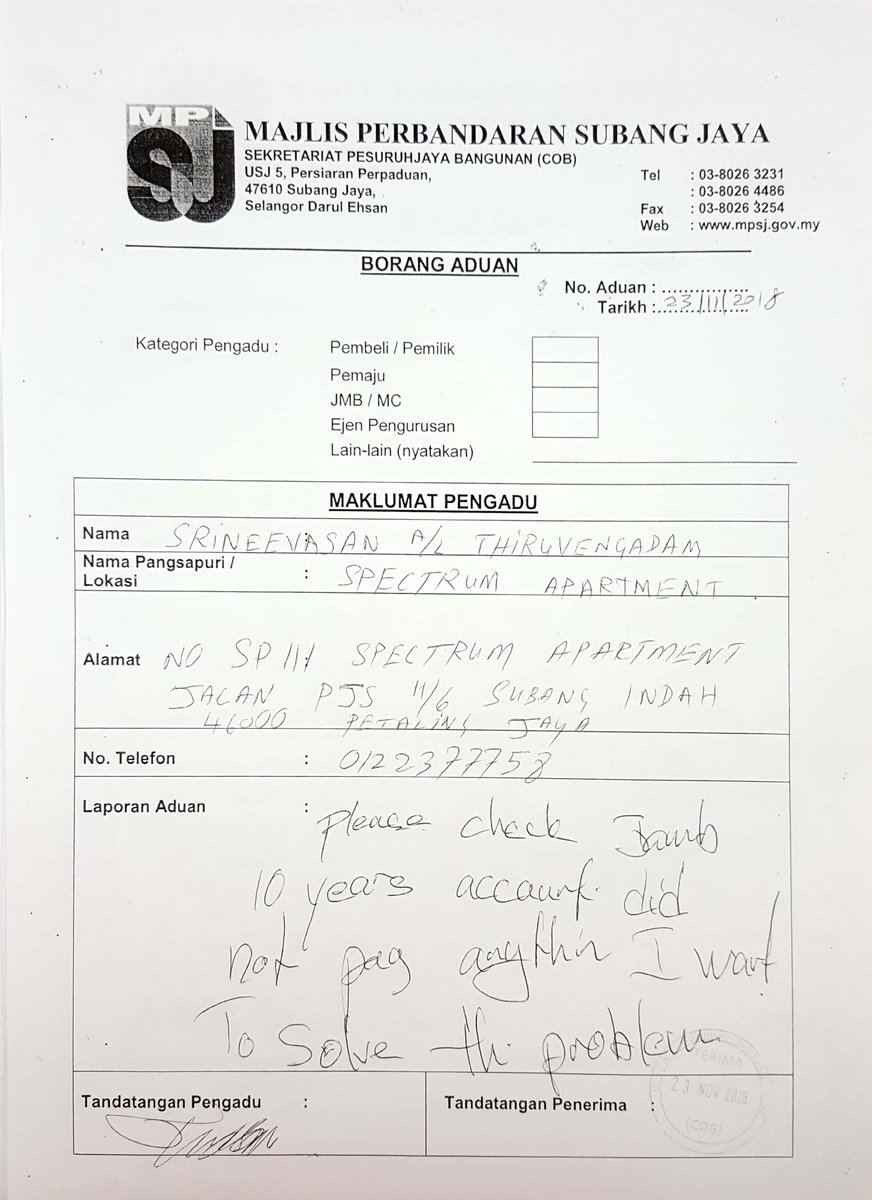 MPSJ
MAJLIS PERBANDARAN SUBANG JAYA
SEKRETARIAT PESURUHJAYA BANGUNAN (COB)
USJ 5, Persiaran Perpaduan,
47610 Subang Jaya,
Selangor Darul Ehsan
Tel : 03-8026 3231
: 03-8026 4486
Fax : 03-8026 3254
Web : www.mpsj.gov.my
BORANG ADUAN
No. Aduan : ................
Tarikh : 23/11/2018
Kategori Pengadu :
Pembeli / Pemilik
Pemaju
JMB / MC
Ejen Pengurusan
Lain-lain (nyatakan)
MAKLUMAT PENGADU
Nama : SRINEEVASAN A/L THIRUVENGADAM
Nama Pangsapuri /
Lokasi : SPECTRUM APARTMENT
Alamat NO SP 111 SPECTRUM APARTMENT
JALAN PJS 11/6 SUBANG INDAH
46000 PETALING JAYA
No. Telefon : 0122377758
Laporan Aduan : Please check
10 years account did
not pay anythin I want
To solve th problem
Tandatangan Pengadu :
Tandatangan Penerima :
TERIMA
23 NOV 2018
(COB)